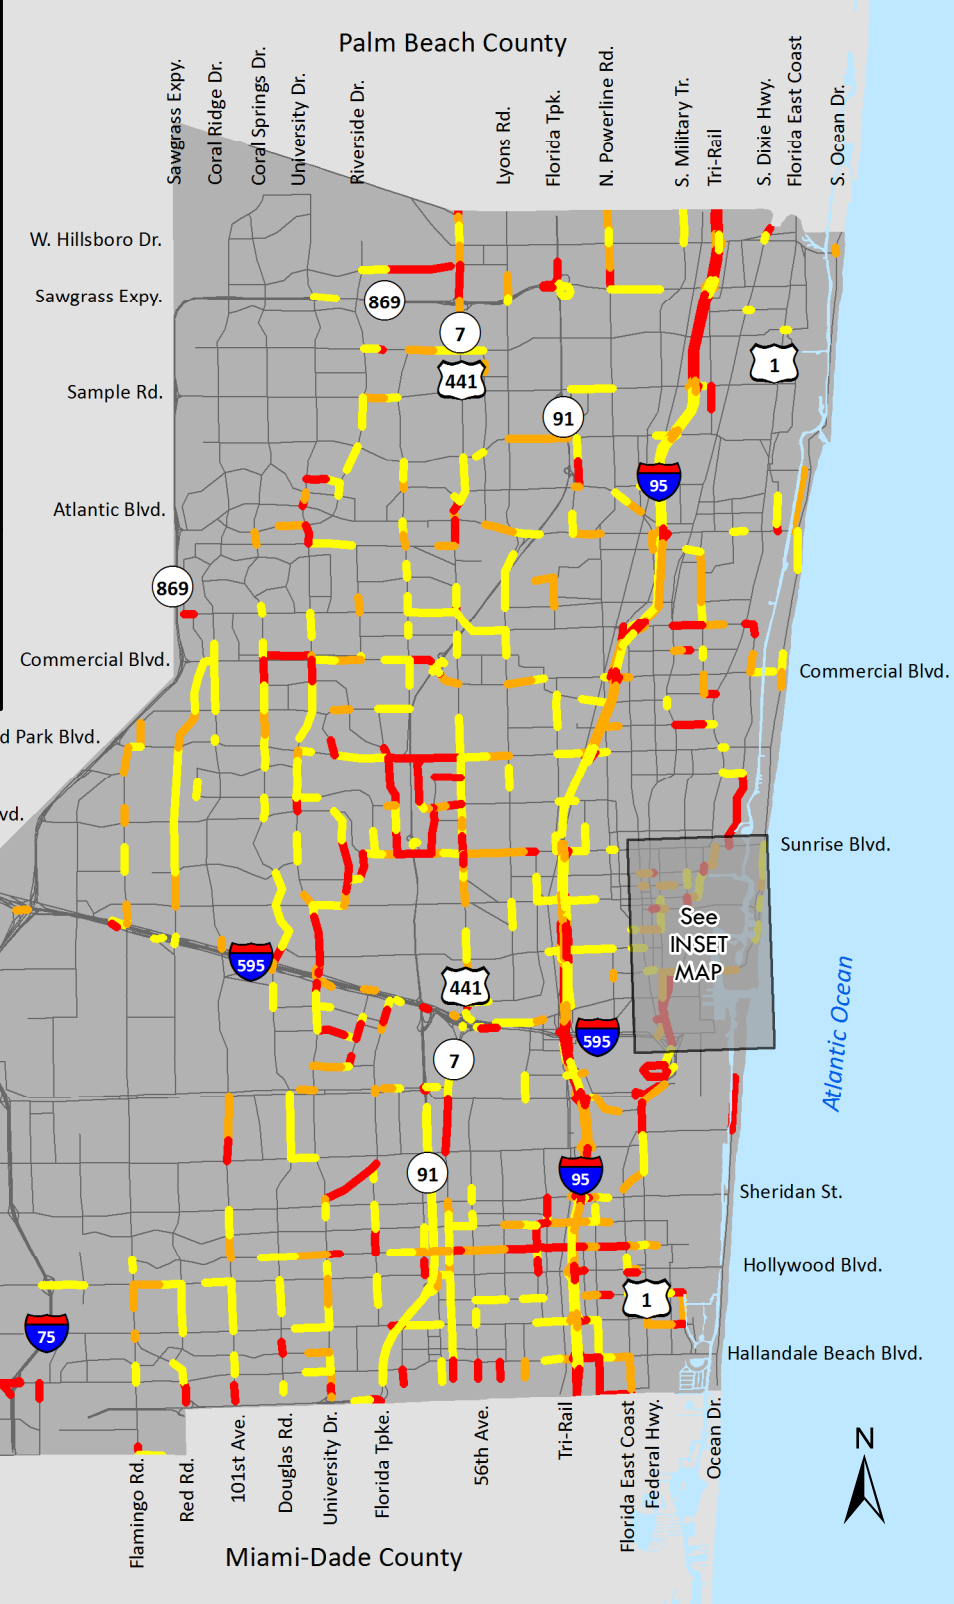 Palm Beach County
Sawgrass Expy.
Coral Ridge Dr.
Coral Springs Dr.
University Dr.
Riverside Dr.
Lyons Rd.
Florida Tpk.
N. Powerline Rd.
S. Military Tr.
Tri-Rail
S. Dixie Hwy.
Florida East Coast
S. Ocean Dr.
W. Hillsboro Dr.
Sawgrass Expy.
869
7
441
1
Sample Rd.
91
95
Atlantic Blvd.
869
Commercial Blvd.
Commercial Blvd.
d Park Blvd.
vd.
Sunrise Blvd.
See
INSET
MAP
595
441
Atlantic Ocean
595
7
91
95
Sheridan St.
Hollywood Blvd.
1
75
Hallandale Beach Blvd.
Flamingo Rd.
Red Rd.
101st Ave.
Douglas Rd.
University Dr.
Florida Tpke.
56th Ave.
Tri-Rail
Florida East Coast
Federal Hwy.
Ocean Dr.
N
Miami-Dade County